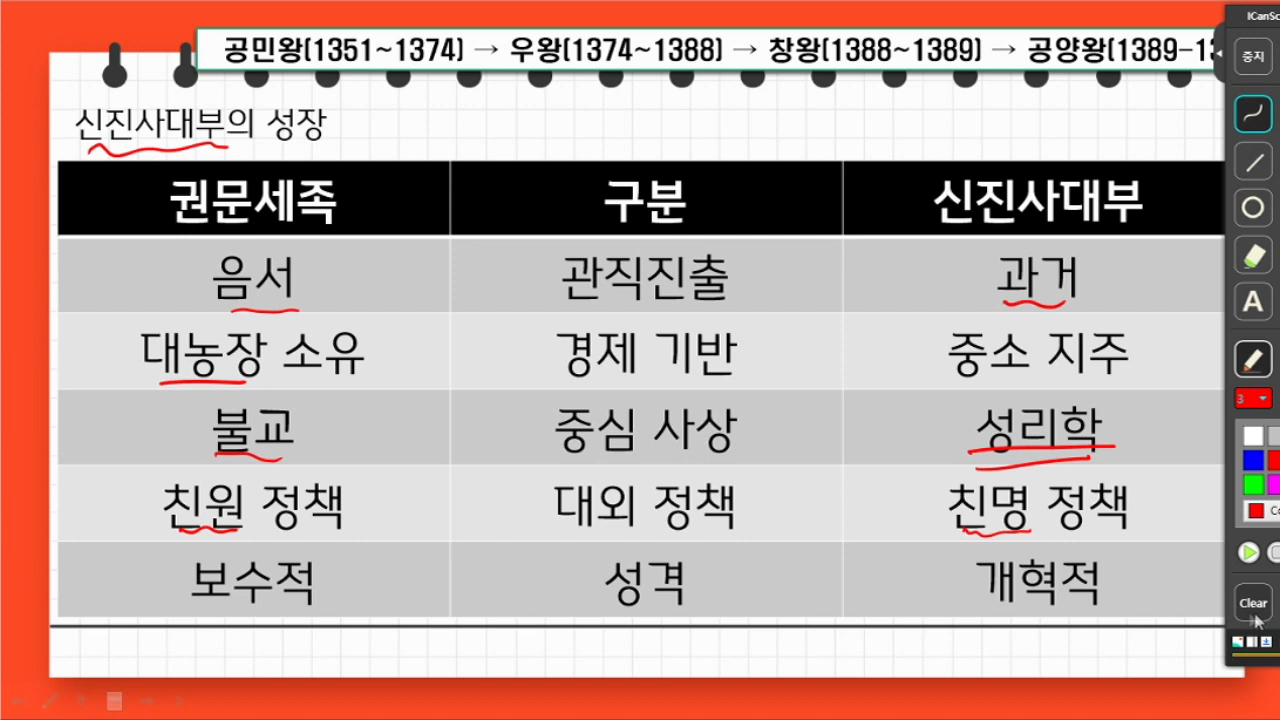 공민왕(1351~1374) → 우왕(1374~1388) → 창왕(1388~1389) → 공양왕(1389-13
신진사대부의 성장
권문세족 구분 신진사대부
음서 관직진출 과거
대농장 소유 경제 기반 중소 지주
불교 중심 사상 성리학
친원 정책 대외 정책 친명 정책
보수적 성격 개혁적
ICanSc
중지
A
3
Co
Clear